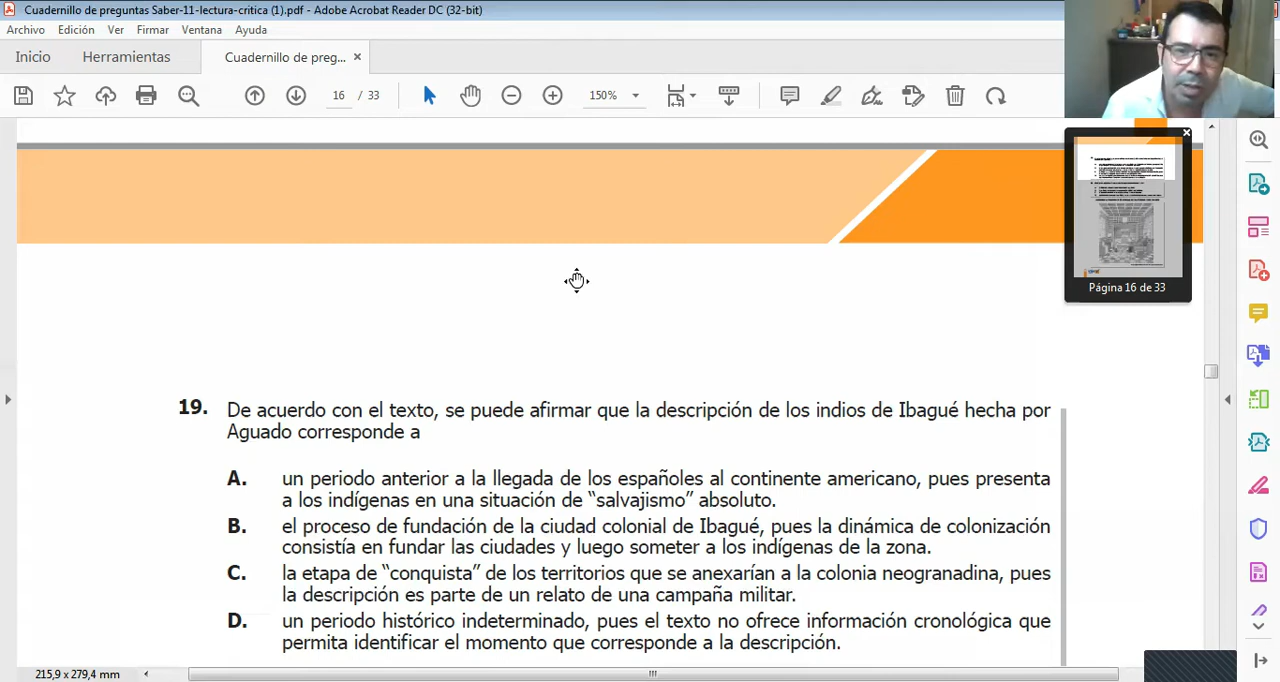 Cuadernillo de preguntas Saber-11-lectura-critica (1).pdf - Adobe Acrobat Reader DC (32-bit)
Archivo Edición Ver Firmar Ventana Ayuda
Inicio Herramientas Cuadernillo de preg... ×
16 / 33 150%
Página 16 de 33
19. De acuerdo con el texto, se puede afirmar que la descripción de los indios de Ibagué hecha por
Aguado corresponde a
A. un periodo anterior a la llegada de los españoles al continente americano, pues presenta
a los indígenas en una situación de “salvajismo” absoluto.
B. el proceso de fundación de la ciudad colonial de Ibagué, pues la dinámica de colonización
consistía en fundar las ciudades y luego someter a los indígenas de la zona.
C. la etapa de “conquista” de los territorios que se anexarían a la colonia neogranadina, pues
la descripción es parte de un relato de una campaña militar.
D. un periodo histórico indeterminado, pues el texto no ofrece información cronológica que
permita identificar el momento que corresponde a la descripción.
215,9 x 279,4 mm